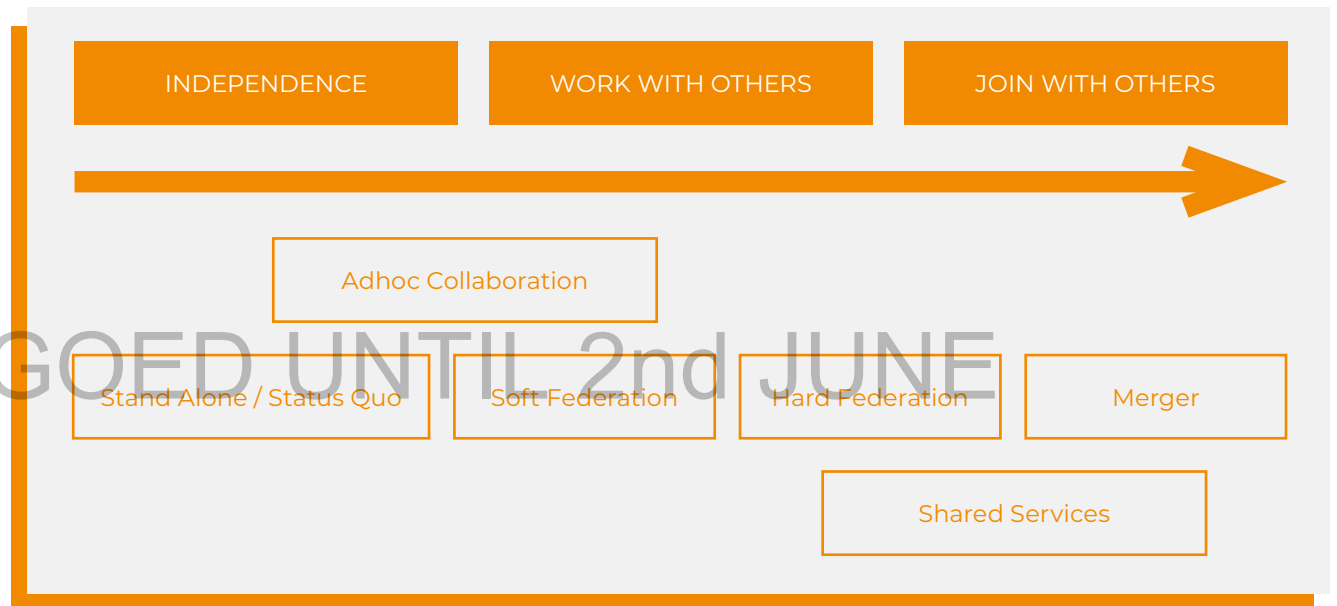 INDEPENDENCE
WORK WITH OTHERS
JOIN WITH OTHERS
Adhoc Collaboration
GOED UNTIL 2nd JUNE
Stand Alone / Status Quo
Soft Federation
Hard Federation
Merger
Shared Services